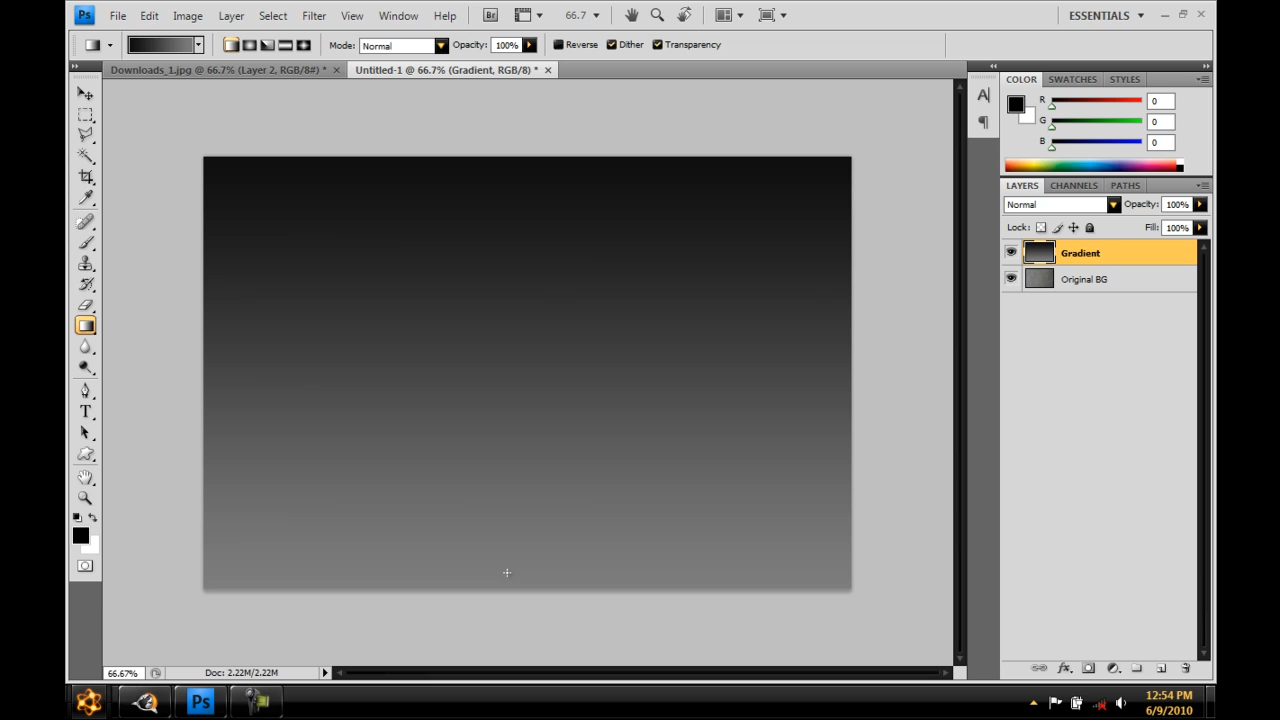 Ps File Edit Image Layer Select Filter View Window Help Br 66.7 ESSENTIALS
Mode: Normal Opacity: 100% Reverse Dither Transparency
Downloads_1.jpg @ 66.7% (Layer 2, RGB/8#) * × Untitled-1 @ 66.7% (Gradient, RGB/8) * ×
COLOR SWATCHES STYLES
R 0
G 0
B 0
LAYERS CHANNELS PATHS
Normal Opacity: 100%
Lock: Fill: 100%
Gradient
Original BG
T
A
66.67% Doc: 2.22M/2.22M
fx
Ps
12:54 PM
6/9/2010